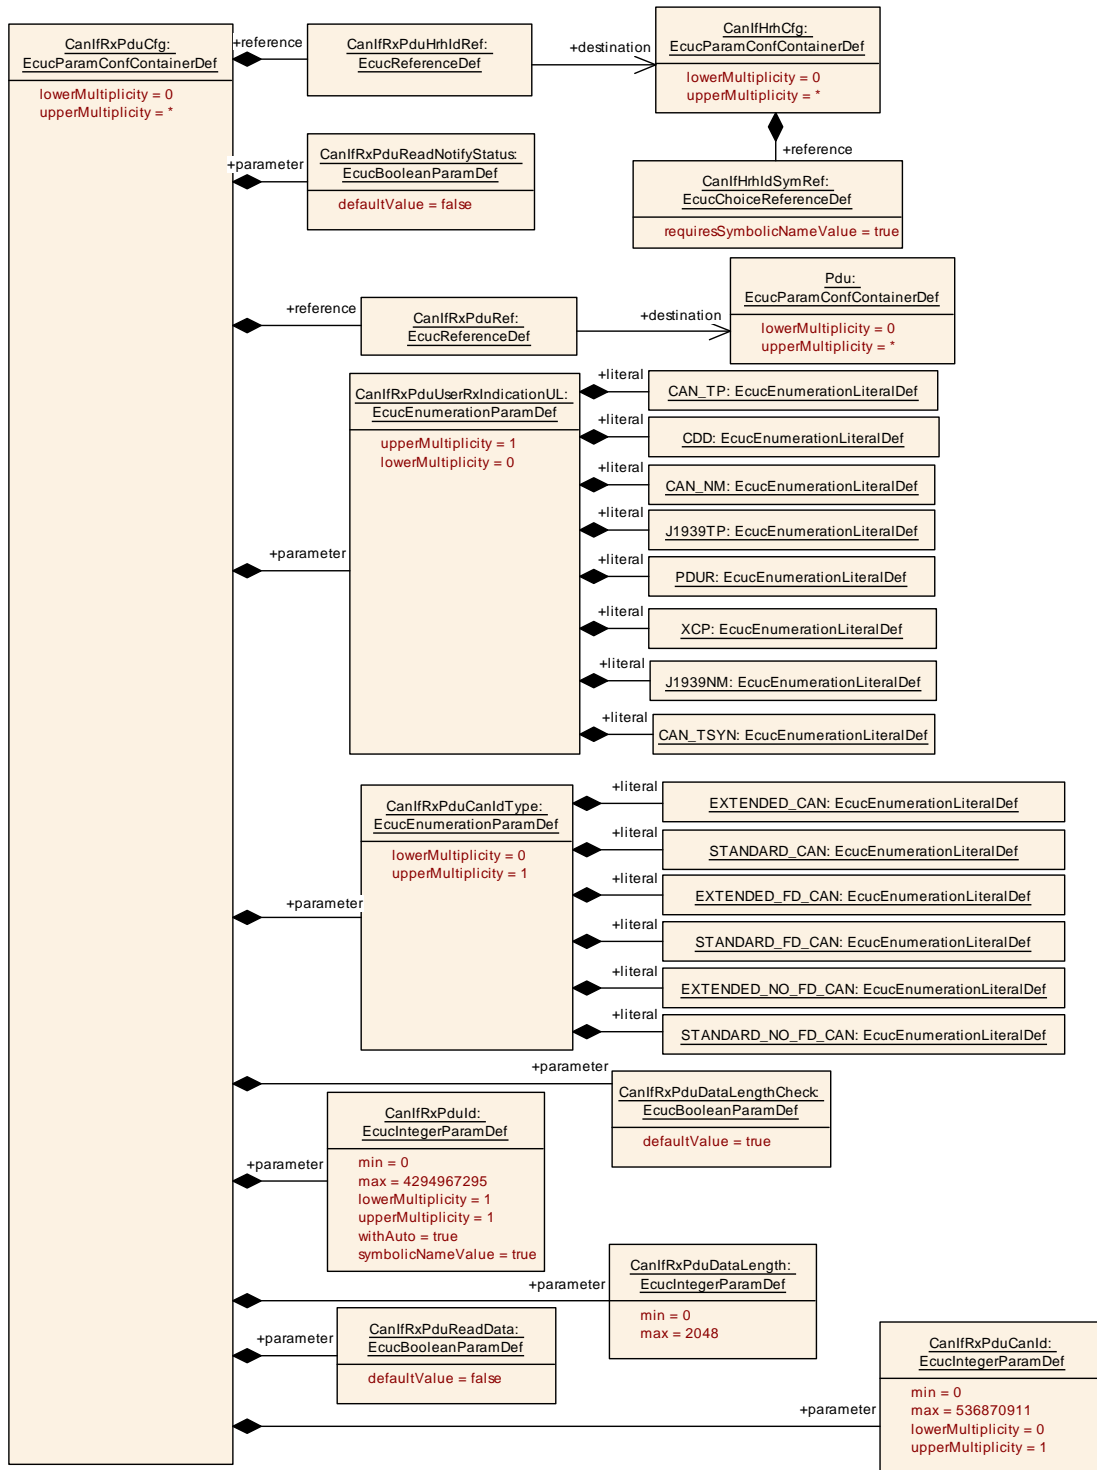 CanIfRxPduCfg:
EcucParamConfContainerDef
lowerMultiplicity = 0
upperMultiplicity = *
+reference
CanIfRxPduHrhIdRef:
EcucReferenceDef
+destination
CanIfHrhCfg:
EcucParamConfContainerDef
lowerMultiplicity = 0
upperMultiplicity = *
+reference
CanIfHrhIdSymRef:
EcucChoiceReferenceDef
requiresSymbolicNameValue = true
+parameter
CanIfRxPduReadNotifyStatus:
EcucBooleanParamDef
defaultValue = false
+reference
CanIfRxPduRef:
EcucReferenceDef
+destination
Pdu:
EcucParamConfContainerDef
lowerMultiplicity = 0
upperMultiplicity = *
+parameter
CanIfRxPduUserRxIndicationUL:
EcucEnumerationParamDef
upperMultiplicity = 1
lowerMultiplicity = 0
+literal
CAN_TP: EcucEnumerationLiteralDef
+literal
CDD: EcucEnumerationLiteralDef
+literal
CAN_NM: EcucEnumerationLiteralDef
+literal
J1939TP: EcucEnumerationLiteralDef
+literal
PDUR: EcucEnumerationLiteralDef
+literal
XCP: EcucEnumerationLiteralDef
+literal
J1939NM: EcucEnumerationLiteralDef
+literal
CAN_TSYN: EcucEnumerationLiteralDef
+parameter
CanIfRxPduCanIdType:
EcucEnumerationParamDef
lowerMultiplicity = 0
upperMultiplicity = 1
+literal
EXTENDED_CAN: EcucEnumerationLiteralDef
+literal
STANDARD_CAN: EcucEnumerationLiteralDef
+literal
EXTENDED_FD_CAN: EcucEnumerationLiteralDef
+literal
STANDARD_FD_CAN: EcucEnumerationLiteralDef
+literal
EXTENDED_NO_FD_CAN: EcucEnumerationLiteralDef
+literal
STANDARD_NO_FD_CAN: EcucEnumerationLiteralDef
+parameter
CanIfRxPduDataLengthCheck:
EcucBooleanParamDef
defaultValue = true
+parameter
CanIfRxPduId:
EcucIntegerParamDef
min = 0
max = 4294967295
lowerMultiplicity = 1
upperMultiplicity = 1
withAuto = true
symbolicNameValue = true
+parameter
CanIfRxPduDataLength:
EcucIntegerParamDef
min = 0
max = 2048
+parameter
CanIfRxPduReadData:
EcucBooleanParamDef
defaultValue = false
+parameter
CanIfRxPduCanId:
EcucIntegerParamDef
min = 0
max = 536870911
lowerMultiplicity = 0
upperMultiplicity = 1